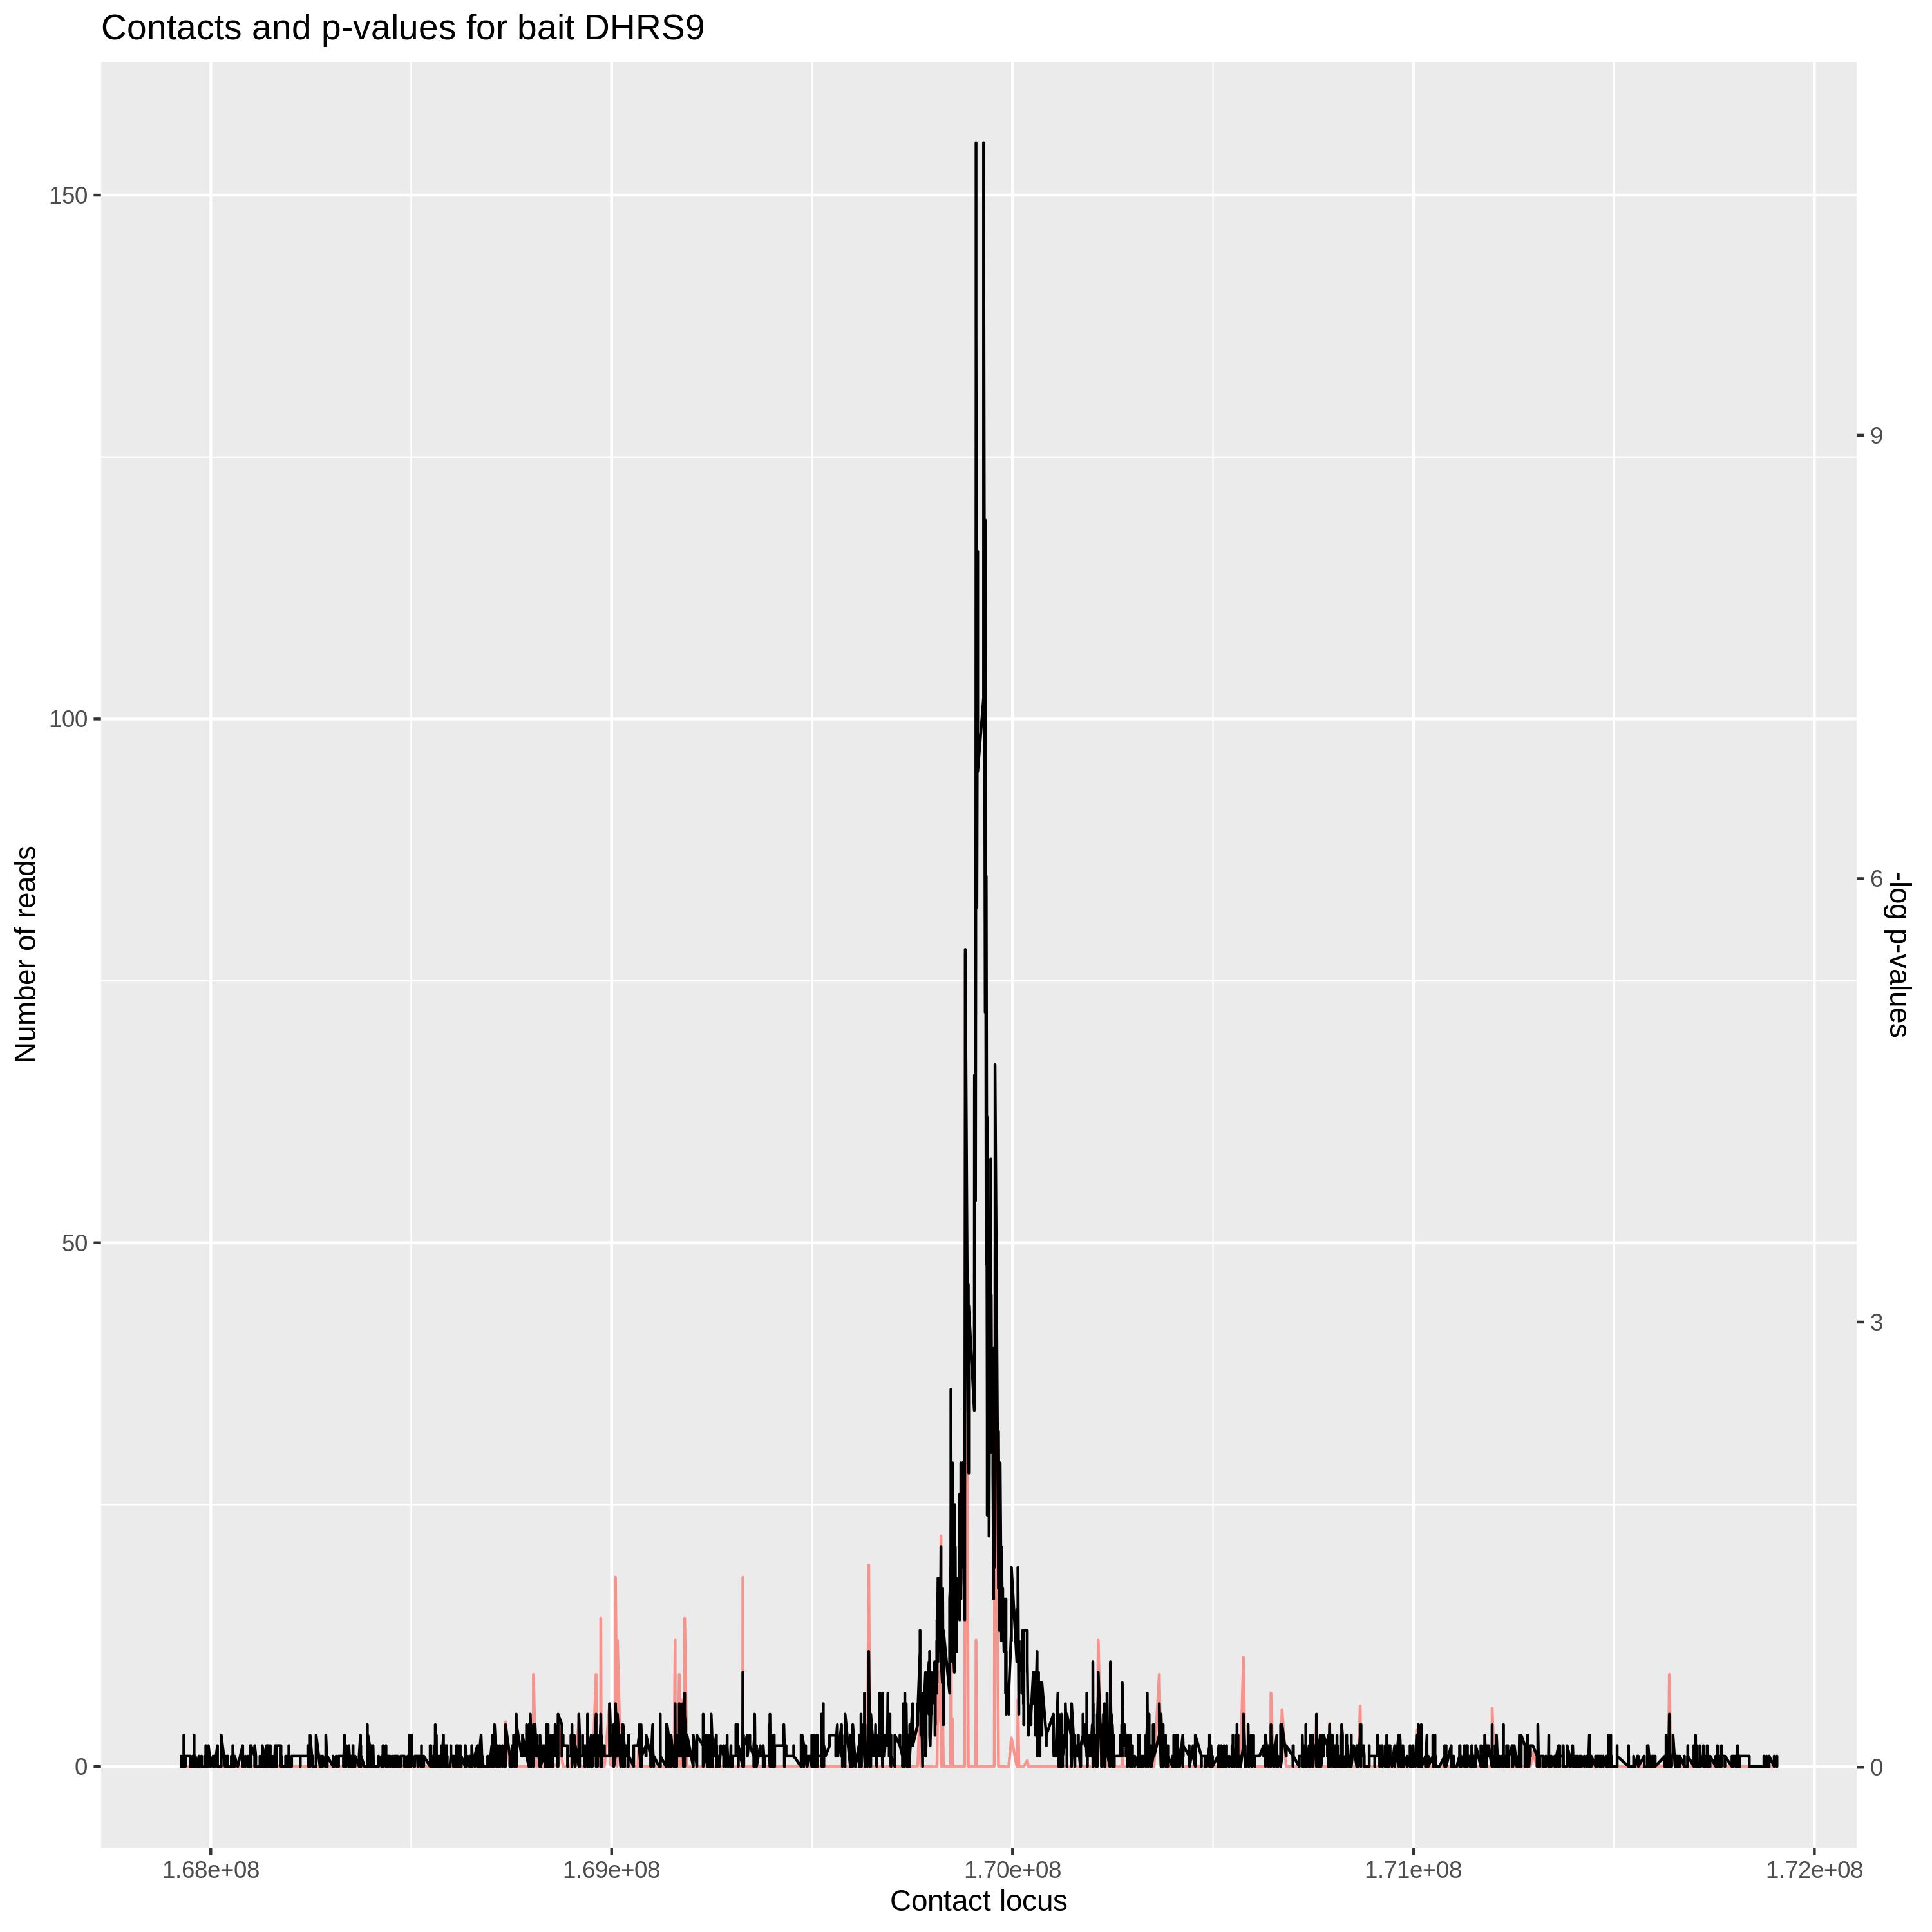 Contacts and p-values for bait DHRS9
150
100
50
0
Number of reads
9
6
3
0
-log p-values
1.68e+08
1.69e+08
1.70e+08
1.71e+08
1.72e+08
Contact locus